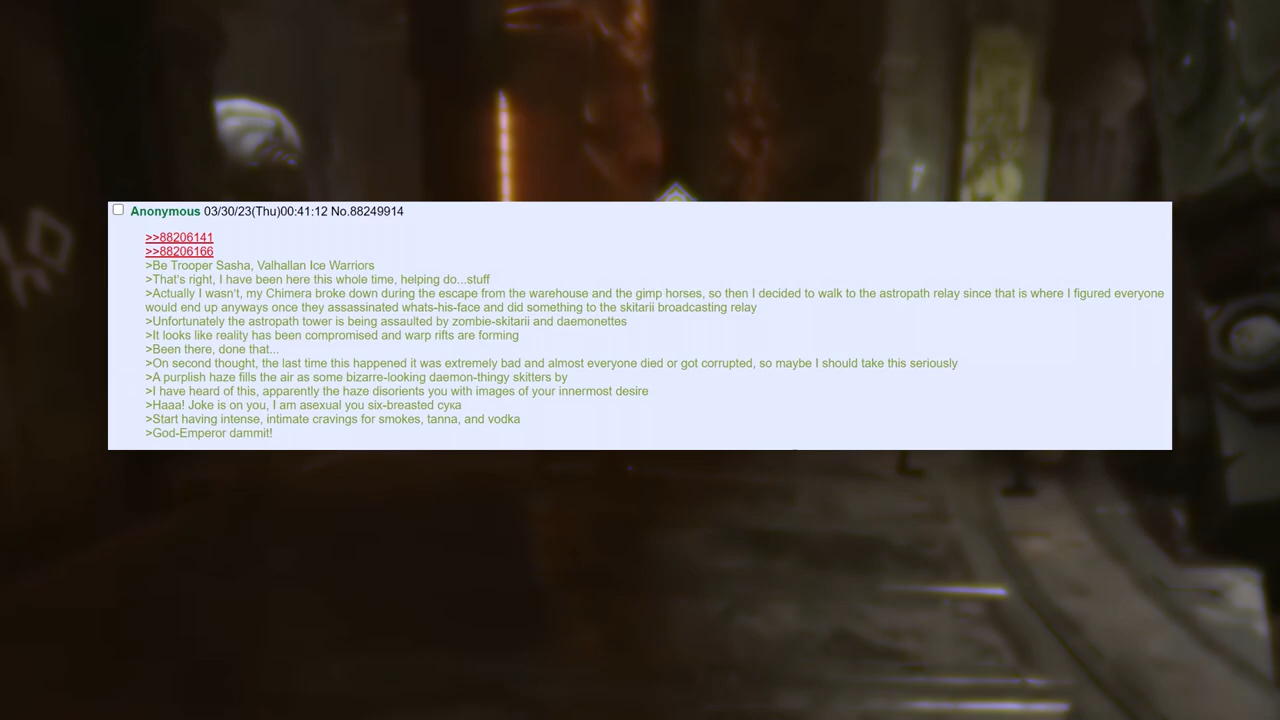 Anonymous 03/30/23(Thu)00:41:12 No.88249914
>>88206141
>>88206166
>Be Trooper Sasha, Valhallan Ice Warriors
>That's right, I have been here this whole time, helping do...stuff
>Actually I wasn't, my Chimera broke down during the escape from the warehouse and the gimp horses, so then I decided to walk to the astropath relay since that is where I figured everyone
would end up anyways once they assassinated whats-his-face and did something to the skitarii broadcasting relay
>Unfortunately the astropath tower is being assaulted by zombie-skitarii and daemonettes
>It looks like reality has been compromised and warp rifts are forming
>Been there, done that...
>On second thought, the last time this happened it was extremely bad and almost everyone died or got corrupted, so maybe I should take this seriously
>A purplish haze fills the air as some bizarre-looking daemon-thingy skitters by
>I have heard of this, apparently the haze disorients you with images of your innermost desire
>Haaa! Joke is on you, I am asexual you six-breasted сука
>Start having intense, intimate cravings for smokes, tanna, and vodka
>God-Emperor dammit!